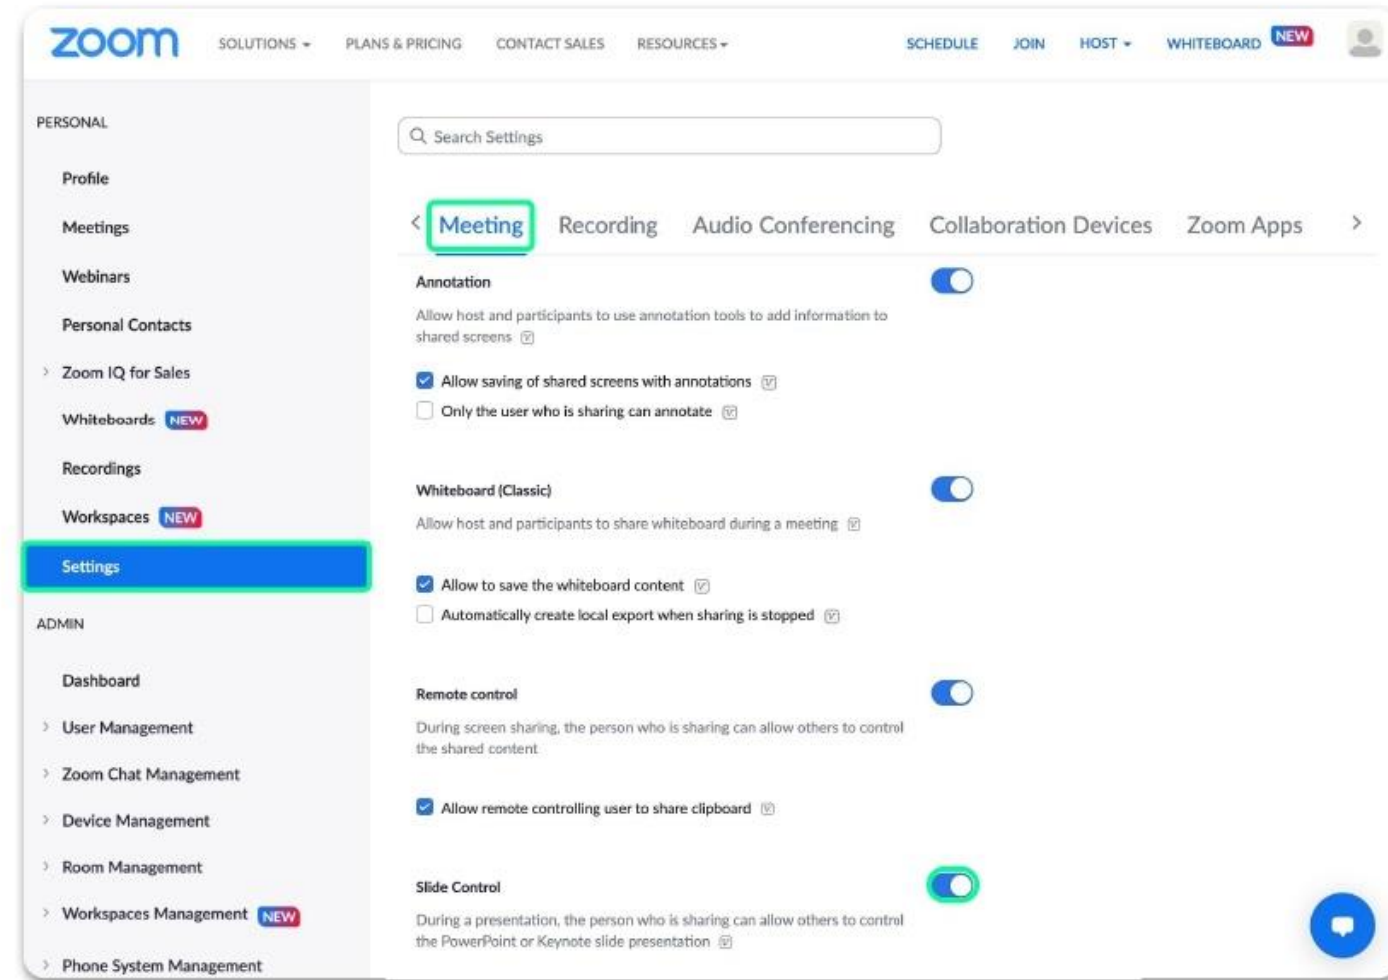 zoom SOLUTIONS PLANS & PRICING CONTACT SALES RESOURCES SCHEDULE JOIN HOST WHITEBOARD NEW
PERSONAL
Profile
Meetings
Webinars
Personal Contacts
Zoom IQ for Sales
Whiteboards NEW
Recordings
Workspaces NEW
Settings
ADMIN
Dashboard
User Management
Zoom Chat Management
Device Management
Room Management
Workspaces Management NEW
Phone System Management
Search Settings
Meeting Recording Audio Conferencing Collaboration Devices Zoom Apps
Annotation
Allow host and participants to use annotation tools to add information to
shared screens
Allow saving of shared screens with annotations
Only the user who is sharing can annotate
Whiteboard (Classic)
Allow host and participants to share whiteboard during a meeting
Allow to save the whiteboard content
Automatically create local export when sharing is stopped
Remote control
During screen sharing, the person who is sharing can allow others to control
the shared content
Allow remote controlling user to share clipboard
Slide Control
During a presentation, the person who is sharing can allow others to control
the PowerPoint or Keynote slide presentation